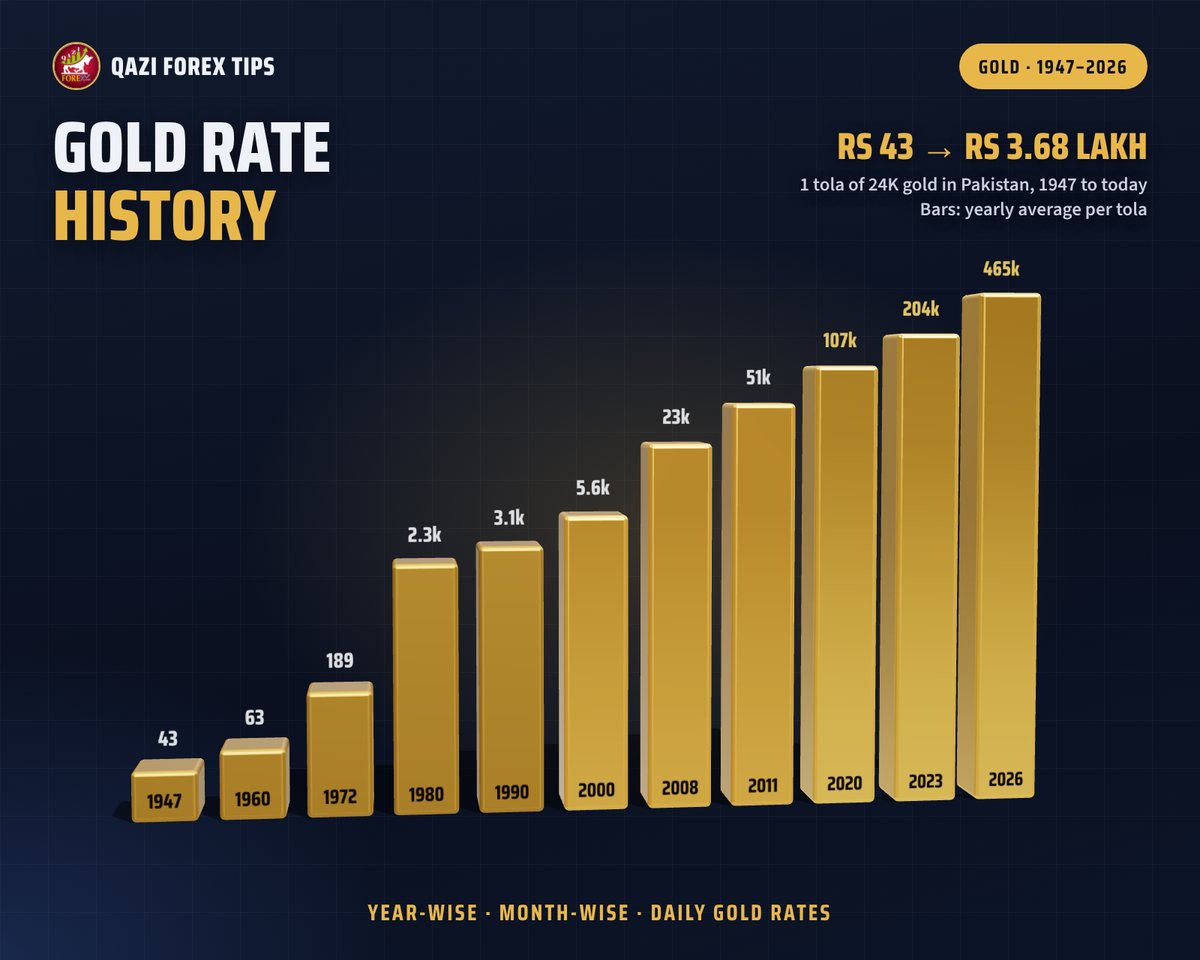 QAZI FOREX TIPS
GOLD · 1947–2026
GOLD RATE
HISTORY
RS 43 → RS 3.68 LAKH
1 tola of 24K gold in Pakistan, 1947 to today
Bars: yearly average per tola
465k
204k
107k
51k
23k
5.6k
3.1k
2.3k
189
63
43
1947
1960
1972
1980
1990
2000
2008
2011
2020
2023
2026
YEAR-WISE · MONTH-WISE · DAILY GOLD RATES